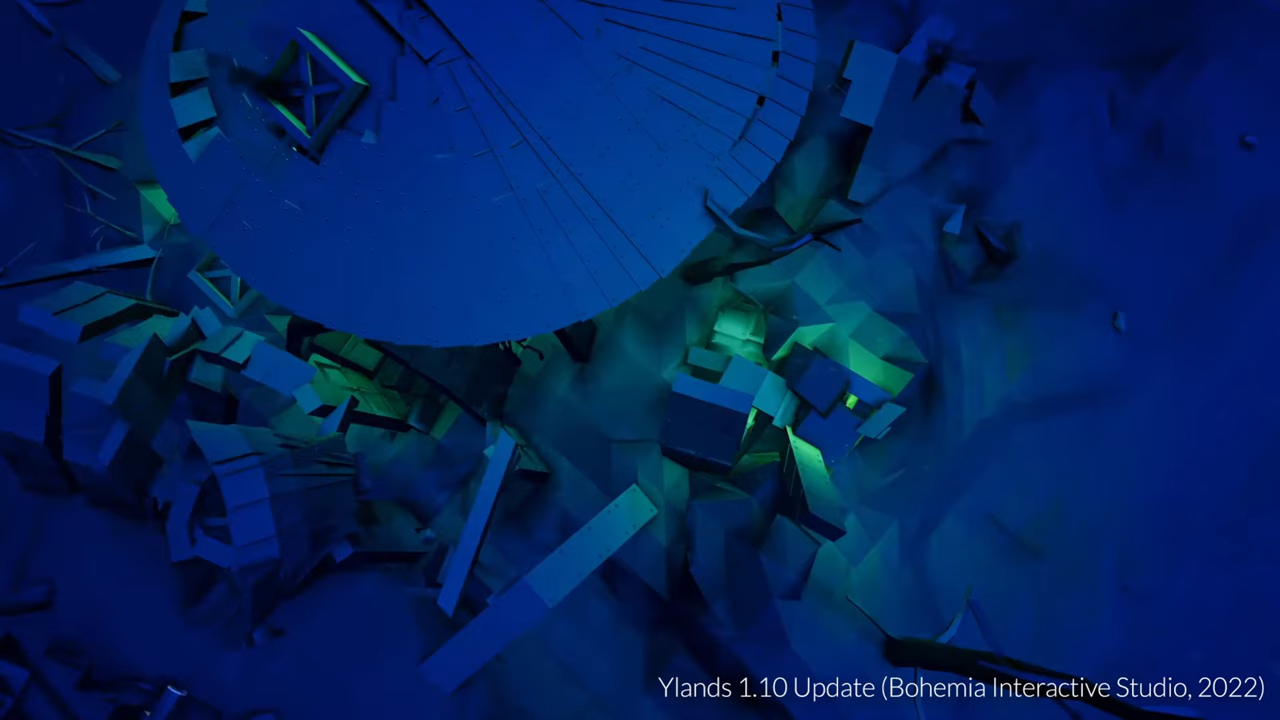 Ylands 1.10 Update (Bohemia Interactive Studio, 2022)